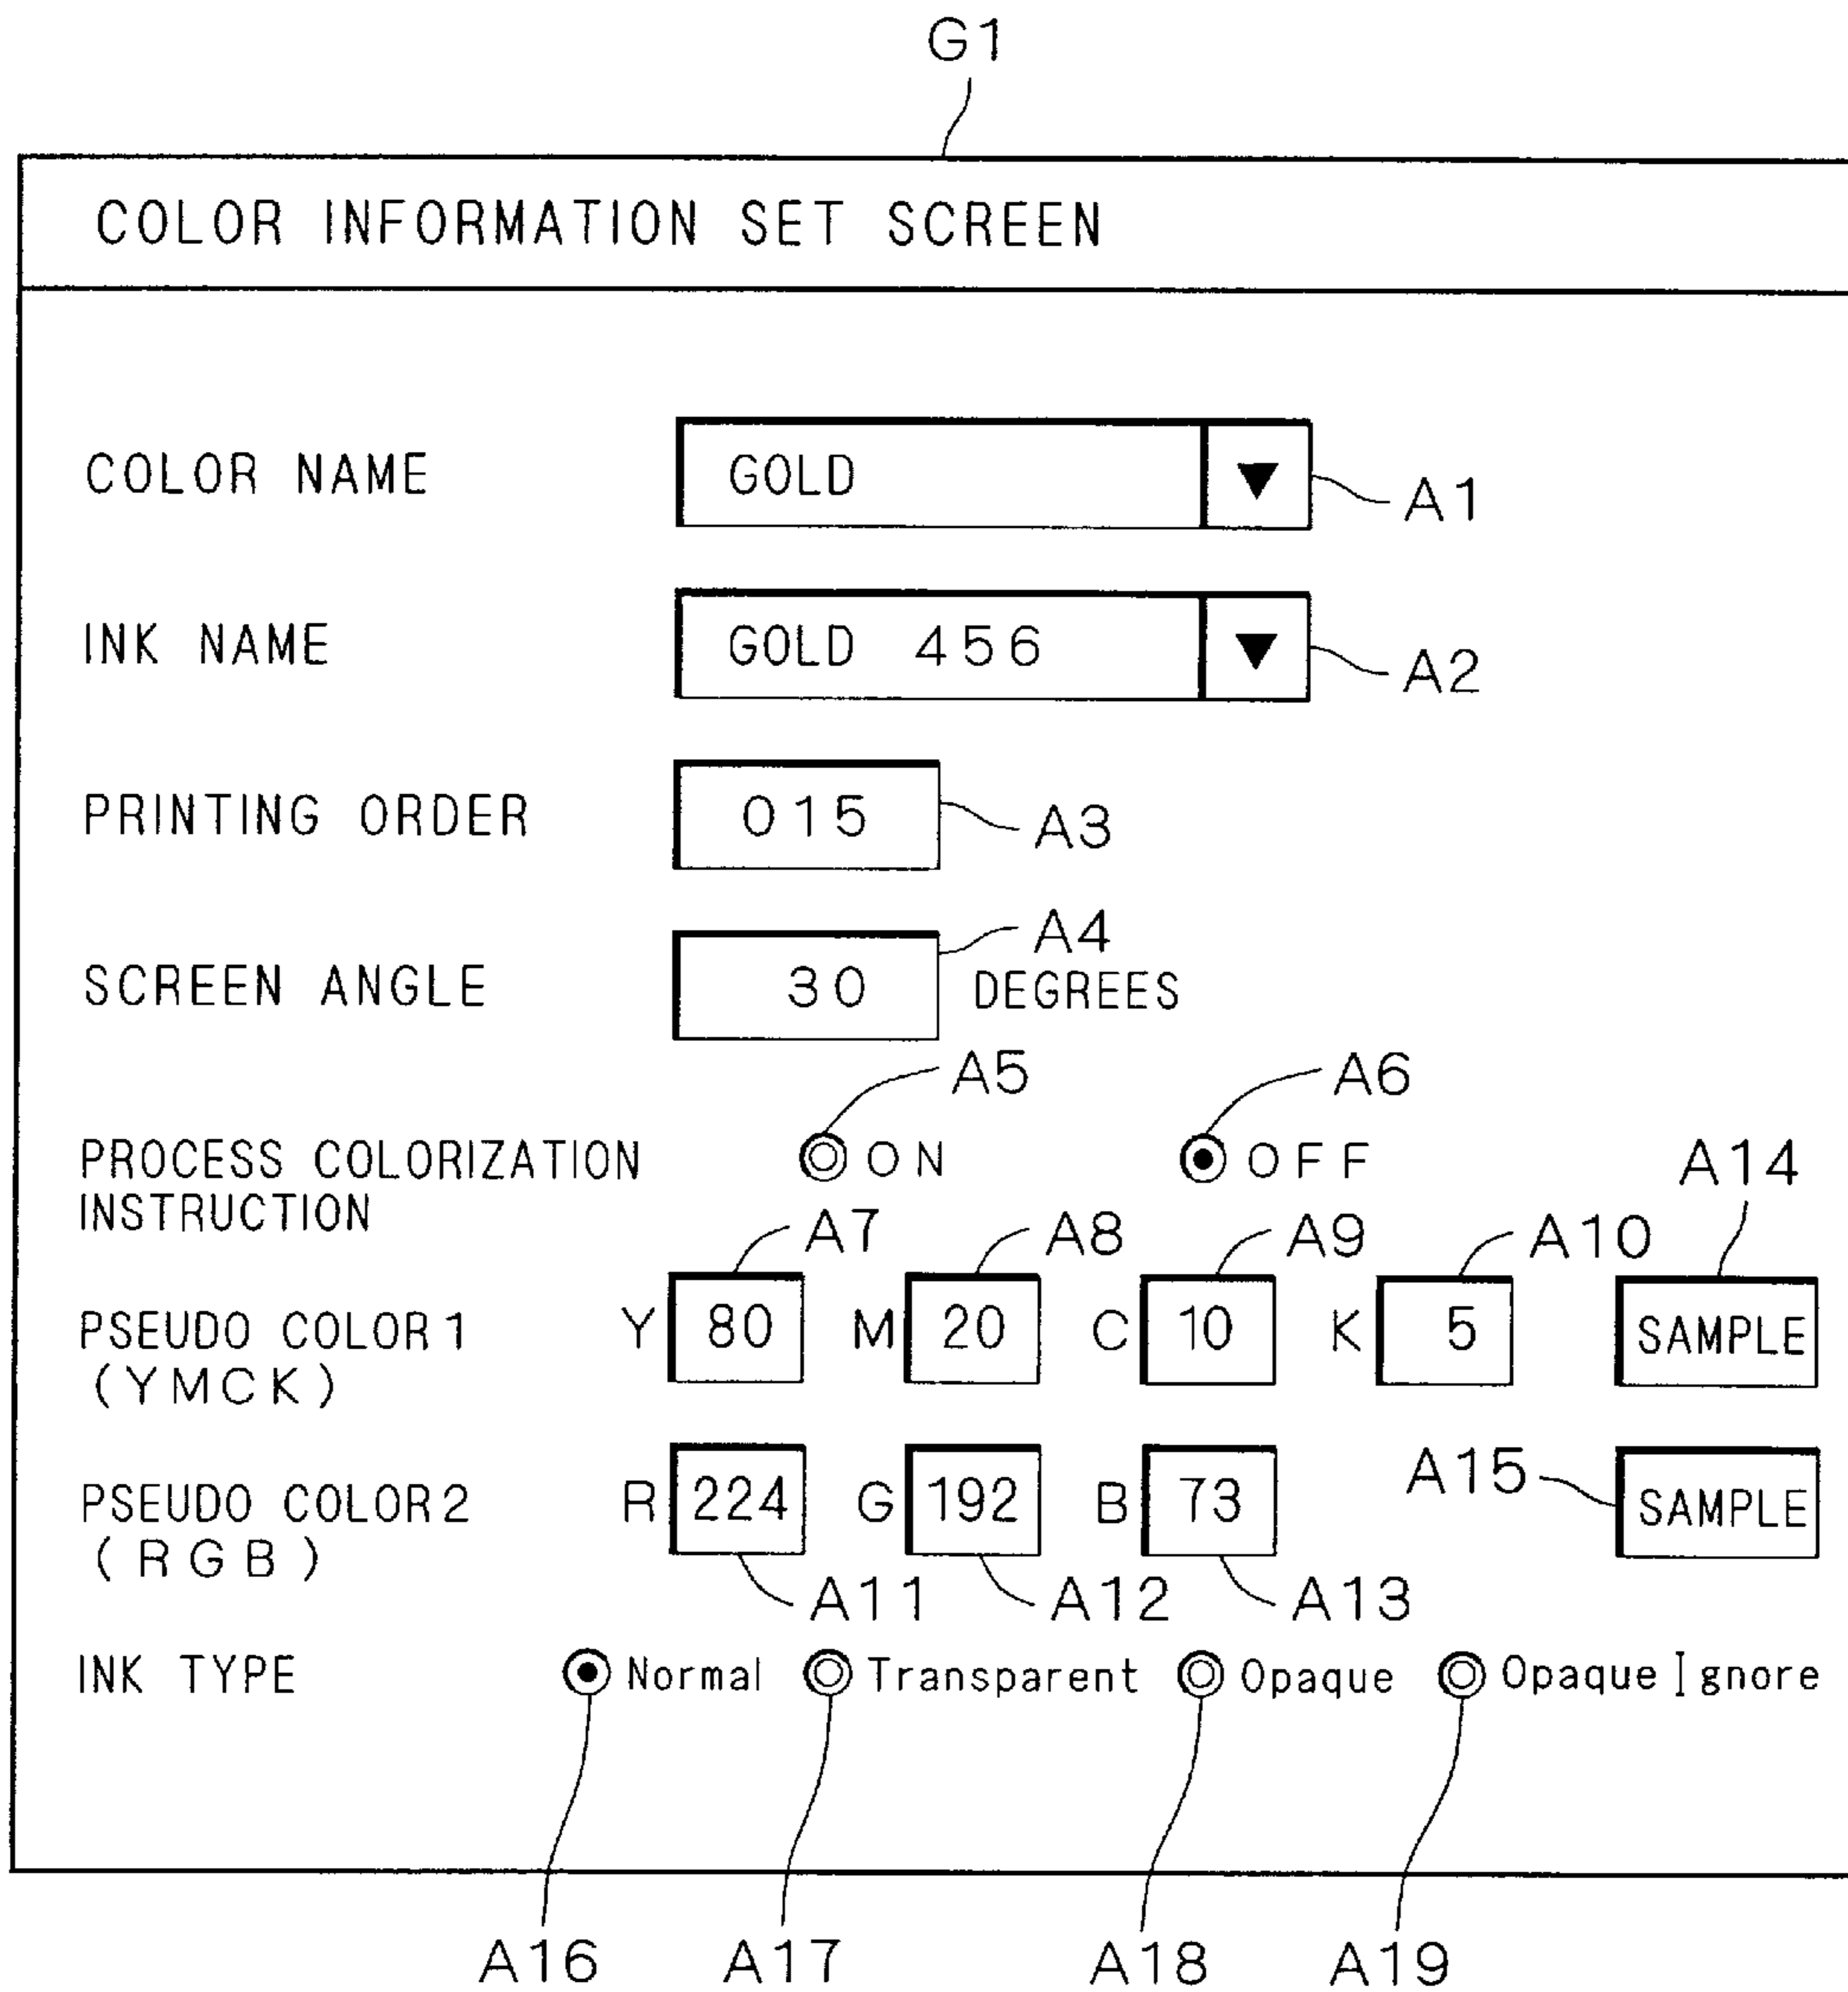 G1
COLOR INFORMATION SET SCREEN
COLOR NAME GOLD ▼ A1
INK NAME GOLD 456 ▼ A2
PRINTING ORDER 015 A3
A4
SCREEN ANGLE 30 DEGREES
A5 A6
PROCESS COLORIZATION ON OFF A14
INSTRUCTION
A7 A8 A9 A10
PSEUDO COLOR1 Y 80 M 20 C 10 K 5 SAMPLE
(YMCK)
PSEUDO COLOR2 R 224 G 192 B 73 A15 SAMPLE
(RGB)
A11 A12 A13
INK TYPE Normal Transparent Opaque Opaque Ignore
A16 A17 A18 A19